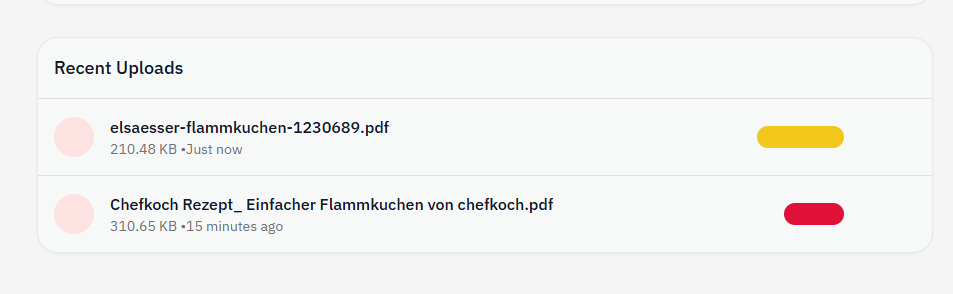 Recent Uploads
elsaesser-flammkuchen-1230689.pdf
210.48 KB •Just now
Chefkoch Rezept_ Einfacher Flammkuchen von chefkoch.pdf
310.65 KB •15 minutes ago